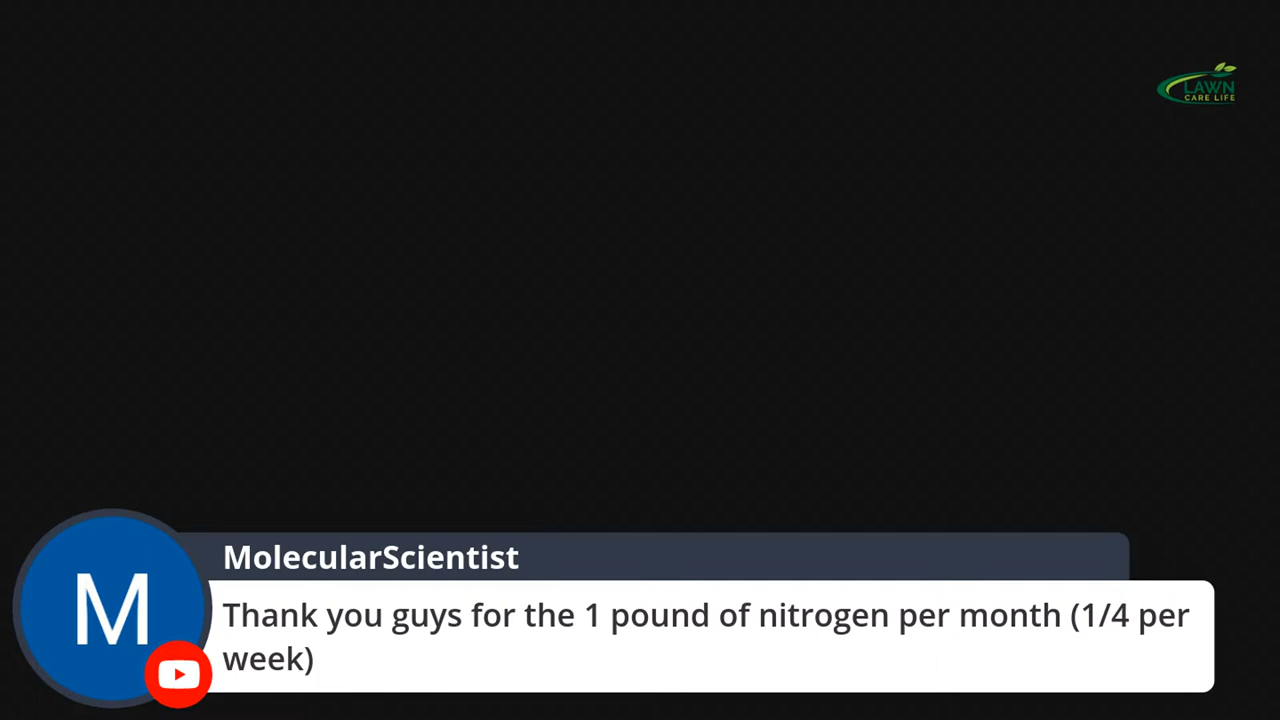 LAWN
CARE LIFE
MolecularScientist
M
Thank you guys for the 1 pound of nitrogen per month (1/4 per
week)